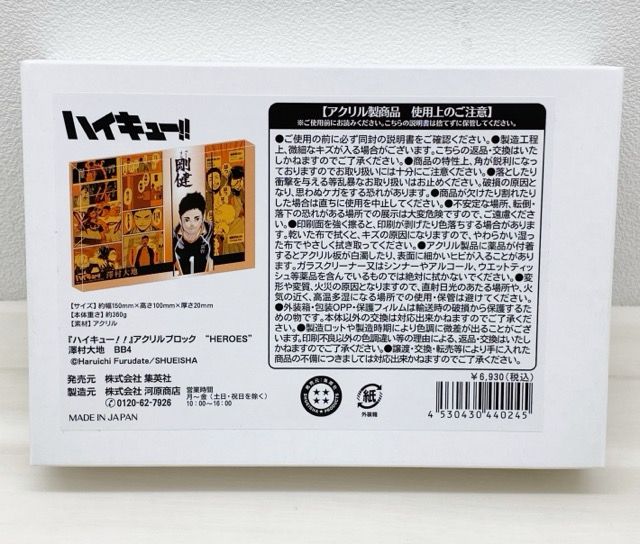 ハイキュー!!
剛健
ハイキュー!!
澤村大地
【サイズ】約幅150mm×高さ100mm×厚さ20mm
【本体重さ】約360g
【素材】アクリル
『ハイキュー!!』アクリルブロック “HEROES”
澤村大地 BB4
©Haruichi Furudate/SHUEISHA
発売元 株式会社 集英社
製造元 株式会社 河原商店
0120-62-7926
営業時間
月〜金（土・日・祝日を除く）
10：00〜16：00
MADE IN JAPAN
【アクリル製商品 使用上のご注意】
※ご使用前に必ずお読みください。こちらの説明書は捨てずに保管してください。
●ご使用の前に必ず同封の説明書をご確認ください。●製造工程
上、微細なキズが入る場合がございます。こちらの返品・交換はいた
しかねますのでご了承ください。●商品の特性上、角が鋭利になって
おりますのでお取り扱いには十分にご注意ください。●落としたり
衝撃を与える等乱暴なお取り扱いはお止めください。破損の原因と
なり、思わぬケガをする恐れがあります。●商品が欠けたり割れたり
した場合は直ちに使用を中止してください。●不安定な場所、転倒・
落下の恐れがある場所での展示は大変危険ですので、ご遠慮くださ
い。●印刷面を強く擦ると、印刷が剥げたり色落ちする場合がありま
す。乾いた布で拭くと、キズの原因になりますので、やわらかい湿っ
た布でやさしく拭き取ってください。●アクリル製品に薬品が付着
するとアクリル板が白濁したり、表面に細かいヒビが入ることがあり
ます。ガラスクリーナー又はシンナーやアルコール、ウエットティッ
シュ等薬品を含んでいるものでは絶対に拭かないでください。●変
形や変質、火災の原因となりますので、直射日光のあたる場所や、火
気の近く、高温多湿になる場所での使用・保管は避けてください。
●外装箱・包装OPP・保護フィルムは輸送時の破損から保護する
ための物です。本体以外の交換は対応出来かねますのでご了承くだ
さい。●製造ロットや製造時期により色調に微差が出ることがござ
います。印刷不良以外の色調違い等の理由による、返品・交換はいた
しかねますのでご了承ください。●譲渡・交換・転売等により手に入れた
商品の不備につきましては対応出来かねますのでご了承ください。
紙
外装箱
￥6,930(税込)
4530430440245